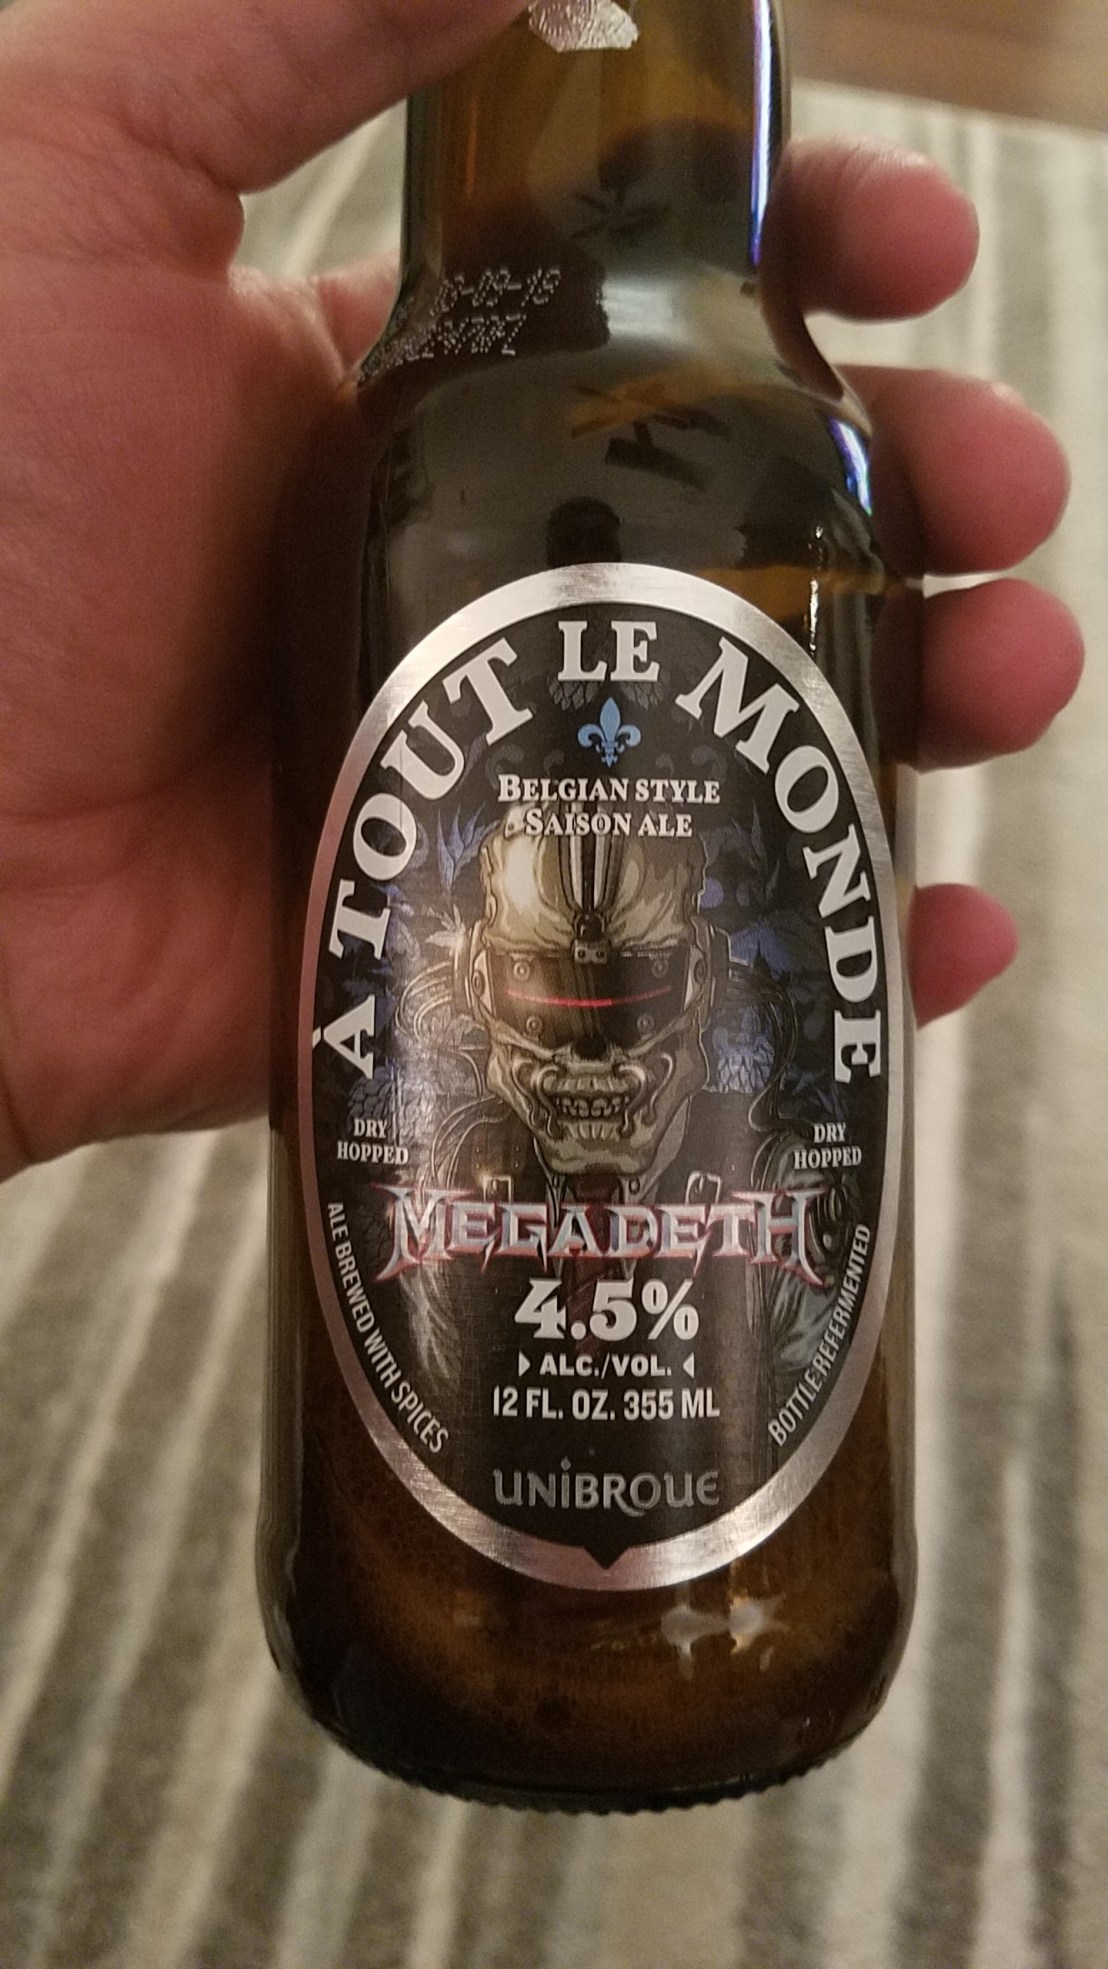 À TOUT LE MONDE
BELGIAN STYLE
SAISON ALE
DRY
HOPPED
DRY
HOPPED
MEGADETH
4.5%
ALC./VOL.
12 FL. OZ. 355 ML
ALE BREWED WITH SPICES
BOTTLE REFERMENTED
UNIBROUE